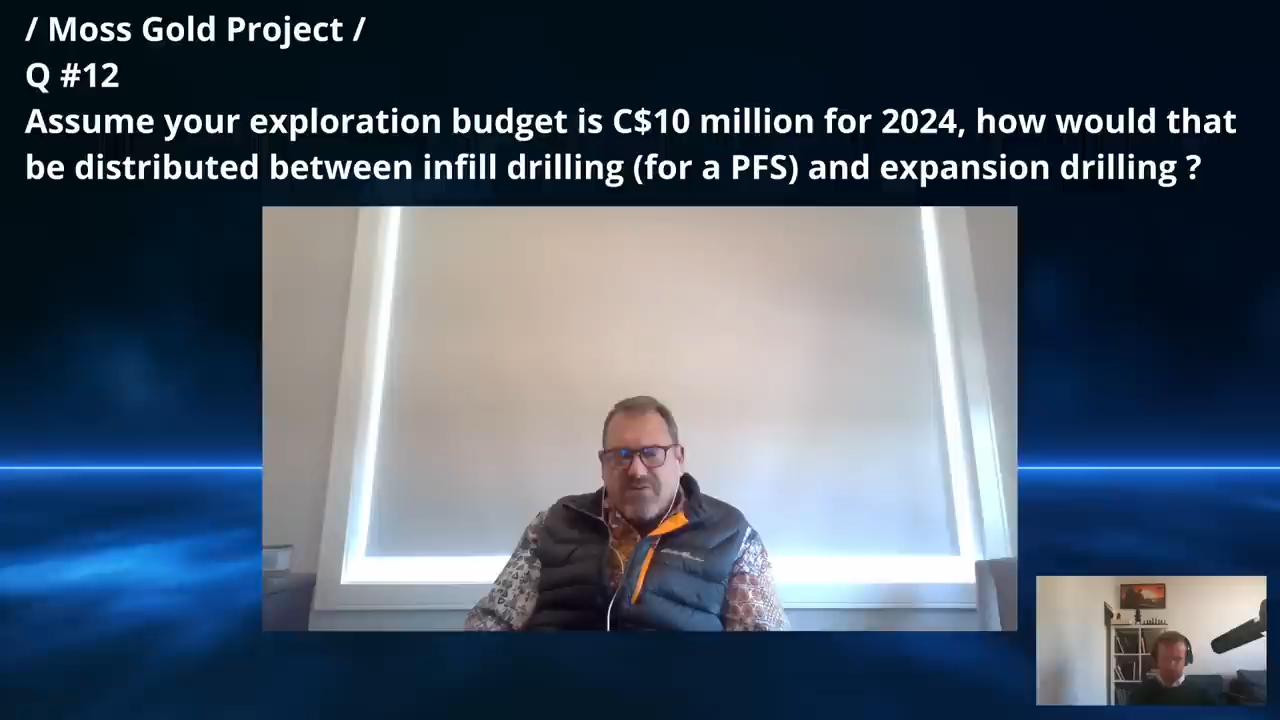 / Moss Gold Project /
Q #12
Assume your exploration budget is C$10 million for 2024, how would that
be distributed between infill drilling (for a PFS) and expansion drilling ?